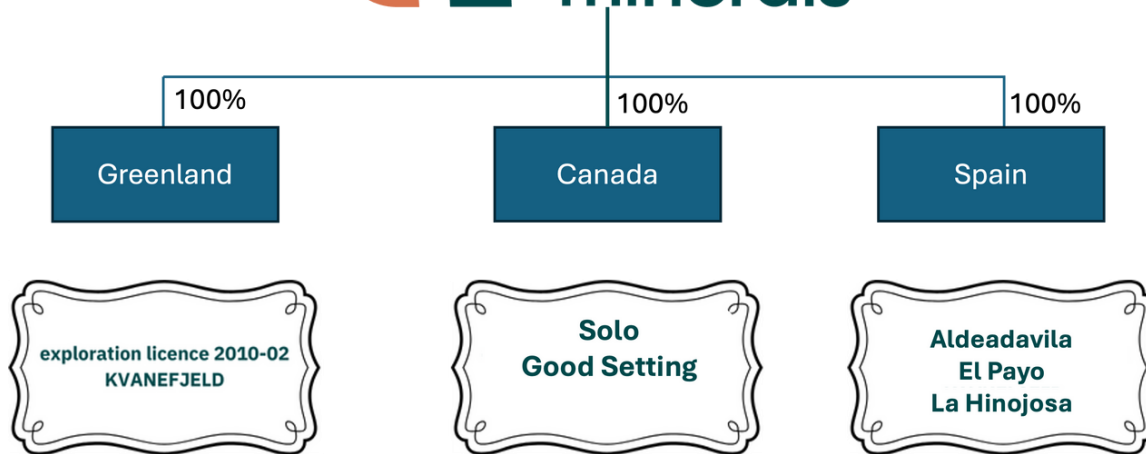 minerals
100%
100%
100%
Greenland
Canada
Spain
exploration licence 2010-02
KVANEFJELD
Solo
Good Setting
Aldeadavila
El Payo
La Hinojosa